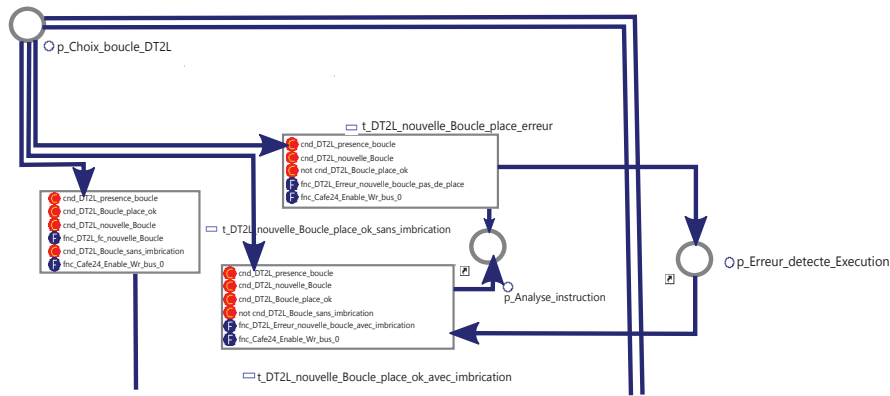 p_Choix_boucle_DT2L
t_DT2L_nouvelle_Boucle_place_erreur
C cnd_DT2L_presence_boucle
C cnd_DT2L_nouvelle_Boucle
C not cnd_DT2L_Boucle_place_ok
F fnc_DT2L_Erreur_nouvelle_boucle_pas_de_place
F fnc_Cafe24_Enable_Wr_bus_0
C cnd_DT2L_presence_boucle
C cnd_DT2L_Boucle_place_ok
C cnd_DT2L_nouvelle_Boucle
F fnc_DT2L_fc_nouvelle_Boucle
C cnd_DT2L_Boucle_sans_imbrication
F fnc_Cafe24_Enable_Wr_bus_0
t_DT2L_nouvelle_Boucle_place_ok_sans_imbrication
C cnd_DT2L_presence_boucle
C cnd_DT2L_nouvelle_Boucle
C cnd_DT2L_Boucle_place_ok
C not cnd_DT2L_Boucle_sans_imbrication
F fnc_DT2L_Erreur_nouvelle_boucle_avec_imbrication
F fnc_Cafe24_Enable_Wr_bus_0
p_Analyse_instruction
p_Erreur_detecte_Execution
t_DT2L_nouvelle_Boucle_place_ok_avec_imbrication